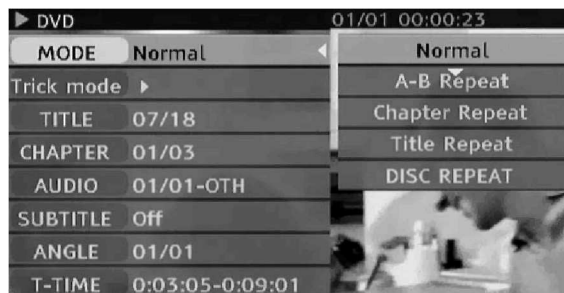 DVD 01/01 00:00:23
MODE Normal
Trick mode
TITLE 07/18
CHAPTER 01/03
AUDIO 01/01-OTH
SUBTITLE Off
ANGLE 01/01
T-TIME 0:03:05-0:09:01
Normal
A-B Repeat
Chapter Repeat
Title Repeat
DISC REPEAT